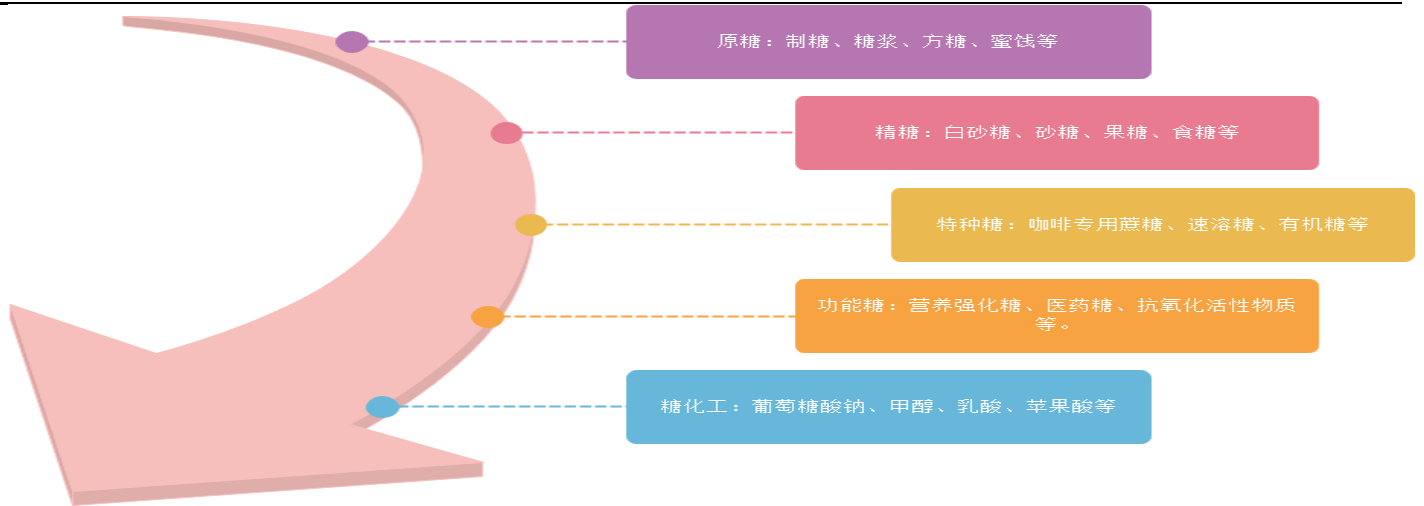 原糖：制糖、糖浆、方糖、蜜饯等
精糖：白砂糖、砂糖、果糖、食糖等
特种糖：咖啡专用蔗糖、速溶糖、有机糖等
功能糖：营养强化糖、医药糖、抗氧化活性物质
等。
糖化工：葡萄糖酸钠、甲醇、乳酸、苹果酸等